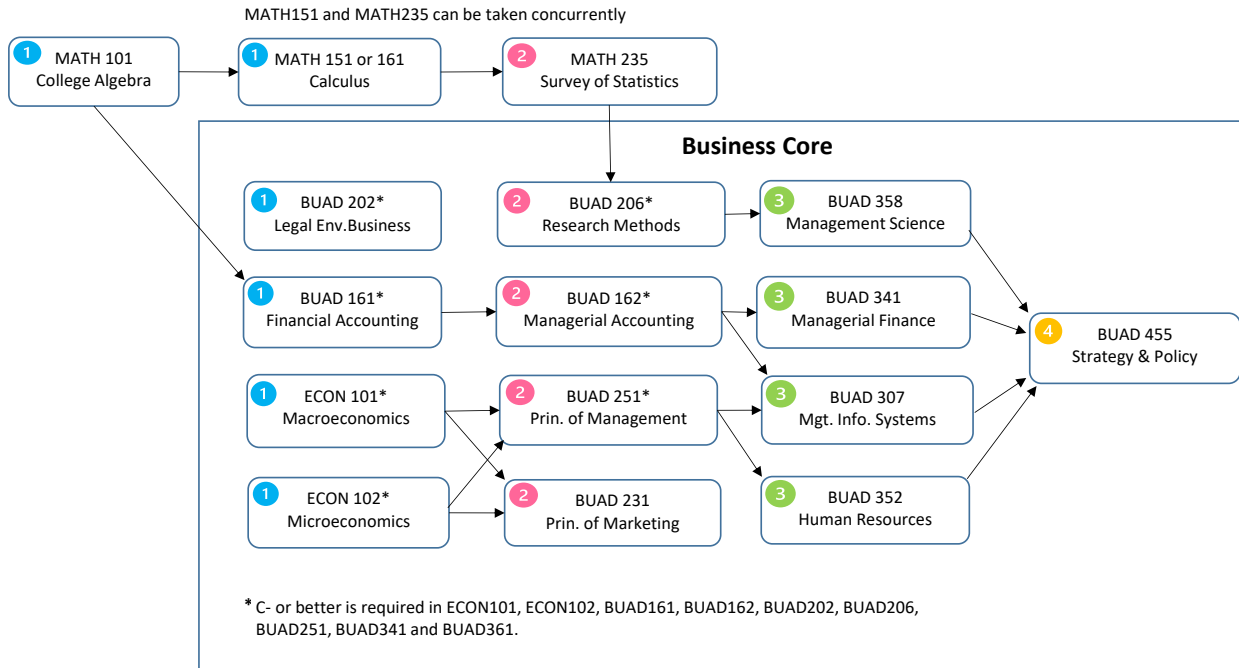 MATH151 and MATH235 can be taken concurrently
1
MATH 101
College Algebra
1
MATH 151 or 161
Calculus
2
MATH 235
Survey of Statistics
Business Core
1
BUAD 202*
Legal Env.Business
2
BUAD 206*
Research Methods
3
BUAD 358
Management Science
1
BUAD 161*
Financial Accounting
2
BUAD 162*
Managerial Accounting
3
BUAD 341
Managerial Finance
4
BUAD 455
Strategy & Policy
1
ECON 101*
Macroeconomics
2
BUAD 251*
Prin. of Management
3
BUAD 307
Mgt. Info. Systems
1
ECON 102*
Microeconomics
2
BUAD 231
Prin. of Marketing
3
BUAD 352
Human Resources
* C- or better is required in ECON101, ECON102, BUAD161, BUAD162, BUAD202, BUAD206,
BUAD251, BUAD341 and BUAD361.